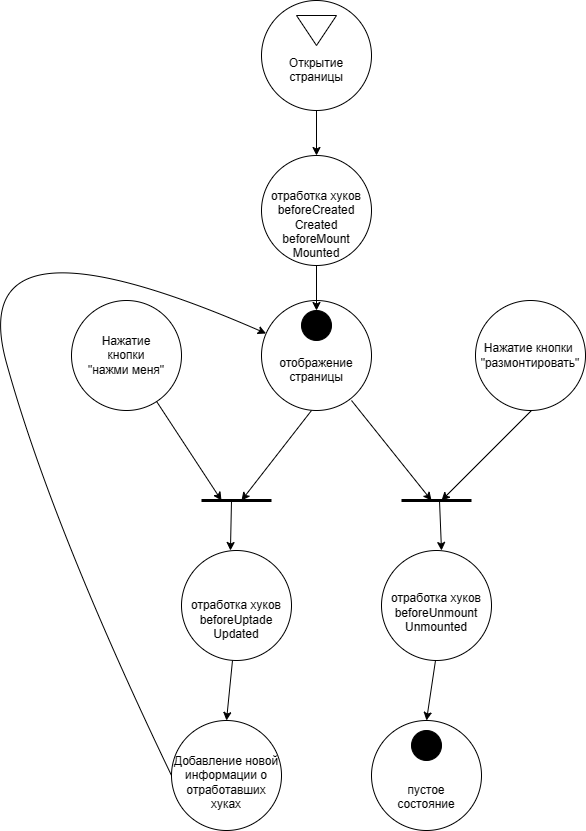 Открытие
страницы
отработка хуков
beforeCreated
Created
beforeMount
Mounted
Нажатие
кнопки
"нажми меня"
отображение
страницы
Нажатие кнопки
"размонтировать"
отработка хуков
beforeUptade
Updated
отработка хуков
beforeUnmount
Unmounted
Добавление новой
информации о
отработавших
хуках
пустое
состояние